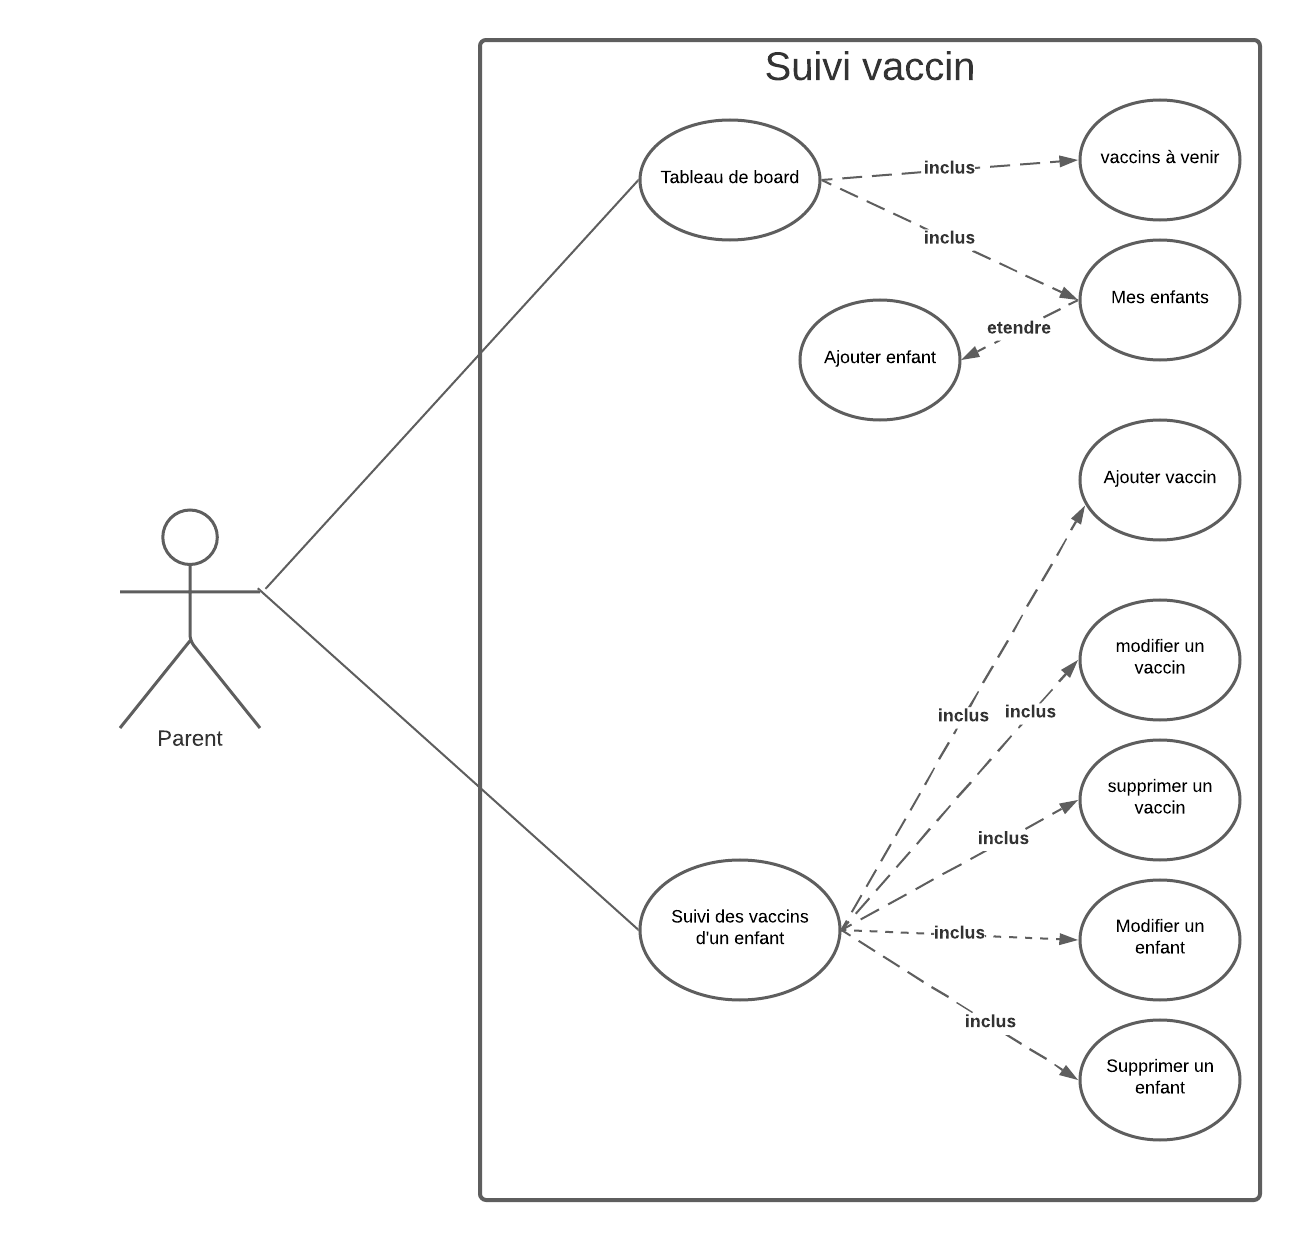 Suivi vaccin
Tableau de board
inclus
vaccins à venir
inclus
Mes enfants
etendre
Ajouter enfant
Ajouter vaccin
modifier un
vaccin
inclus
inclus
Parent
supprimer un
vaccin
inclus
Suivi des vaccins
d'un enfant
inclus
Modifier un
enfant
inclus
Supprimer un
enfant